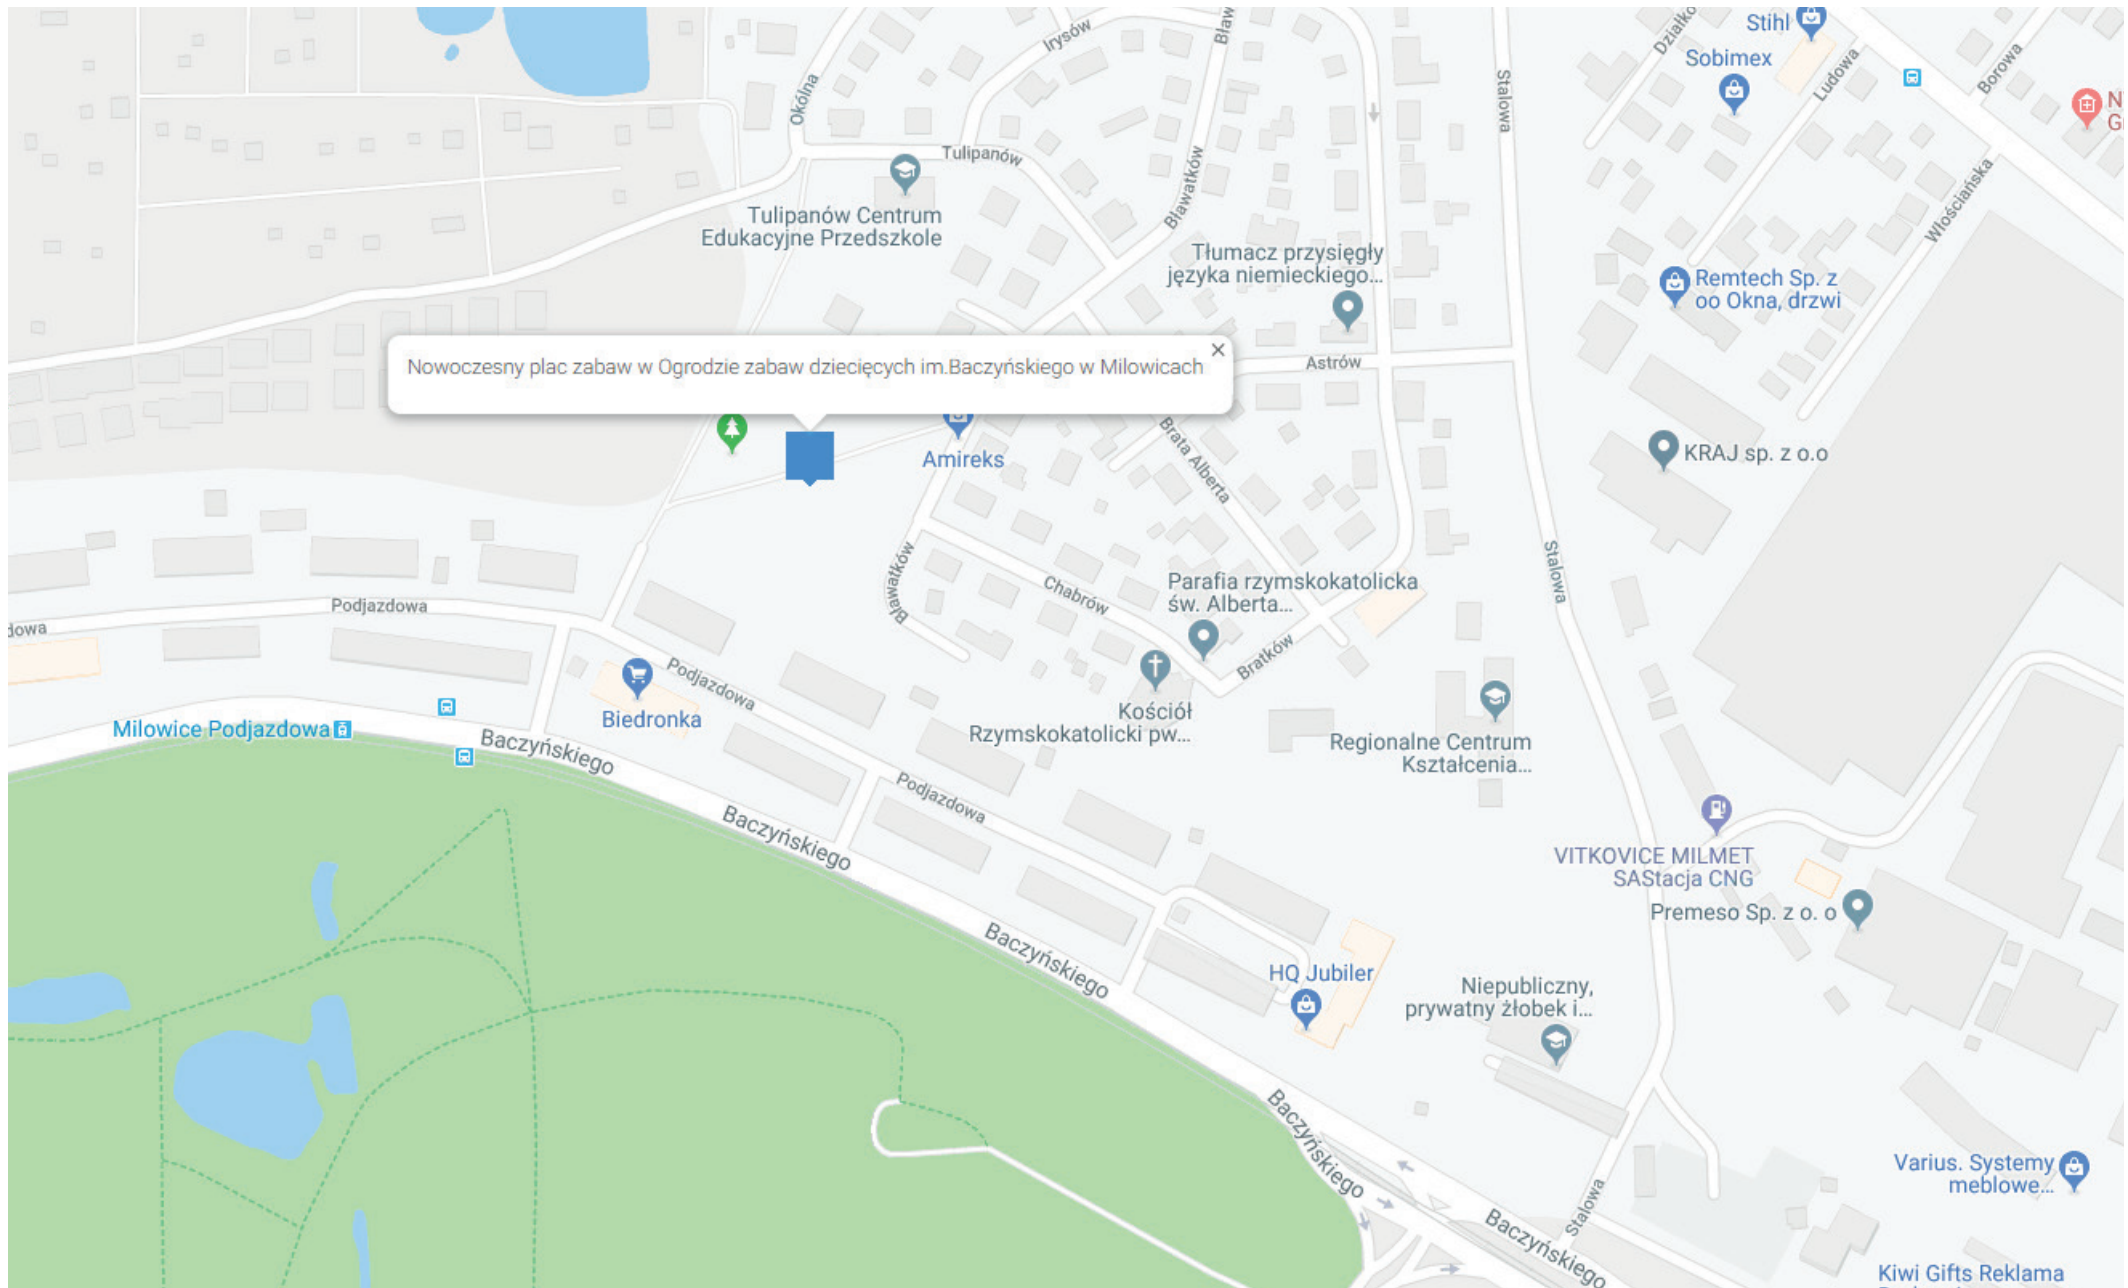 Stihl
Sobimex
Działko
Ludowa
Borowa
Irysów
Bław
Okólna
Stalowa
Tulipanów
Włościańska
Tulipanów Centrum
Edukacyjne Przedszkole
Bławatków
Tłumacz przysięgły
języka niemieckiego...
Remtech Sp. z
oo Okna, drzwi
Nowoczesny plac zabaw w Ogrodzie zabaw dziecięcych im.Baczyńskiego w Milowicach
×
Astrów
Amireks
Brata Alberta
KRAJ sp. z o.o
Bławatków
Chabrów
Parafia rzymskokatolicka
św. Alberta...
Stalowa
Podjazdowa
dowa
Bratków
Podjazdowa
Biedronka
Kościół
Rzymskokatolicki pw...
Regionalne Centrum
Kształcenia...
Milowice Podjazdowa
Baczyńskiego
Podjazdowa
Baczyńskiego
VITKOVICE MILMET
SAStacja CNG
Premeso Sp. z o. o
Baczyńskiego
HQ Jubiler
Niepubliczny,
prywatny żłobek i...
Baczyńskiego
Varius. Systemy
meblowe...
Stalowa
Baczyńskiego
Kiwi Gifts Reklama